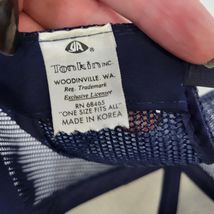 Tonkin INC.
WOODINVILLE, WA.
Reg. Trademark
Exclusive Licensee
RN 68465
"ONE SIZE FITS ALL"
MADE IN KOREA